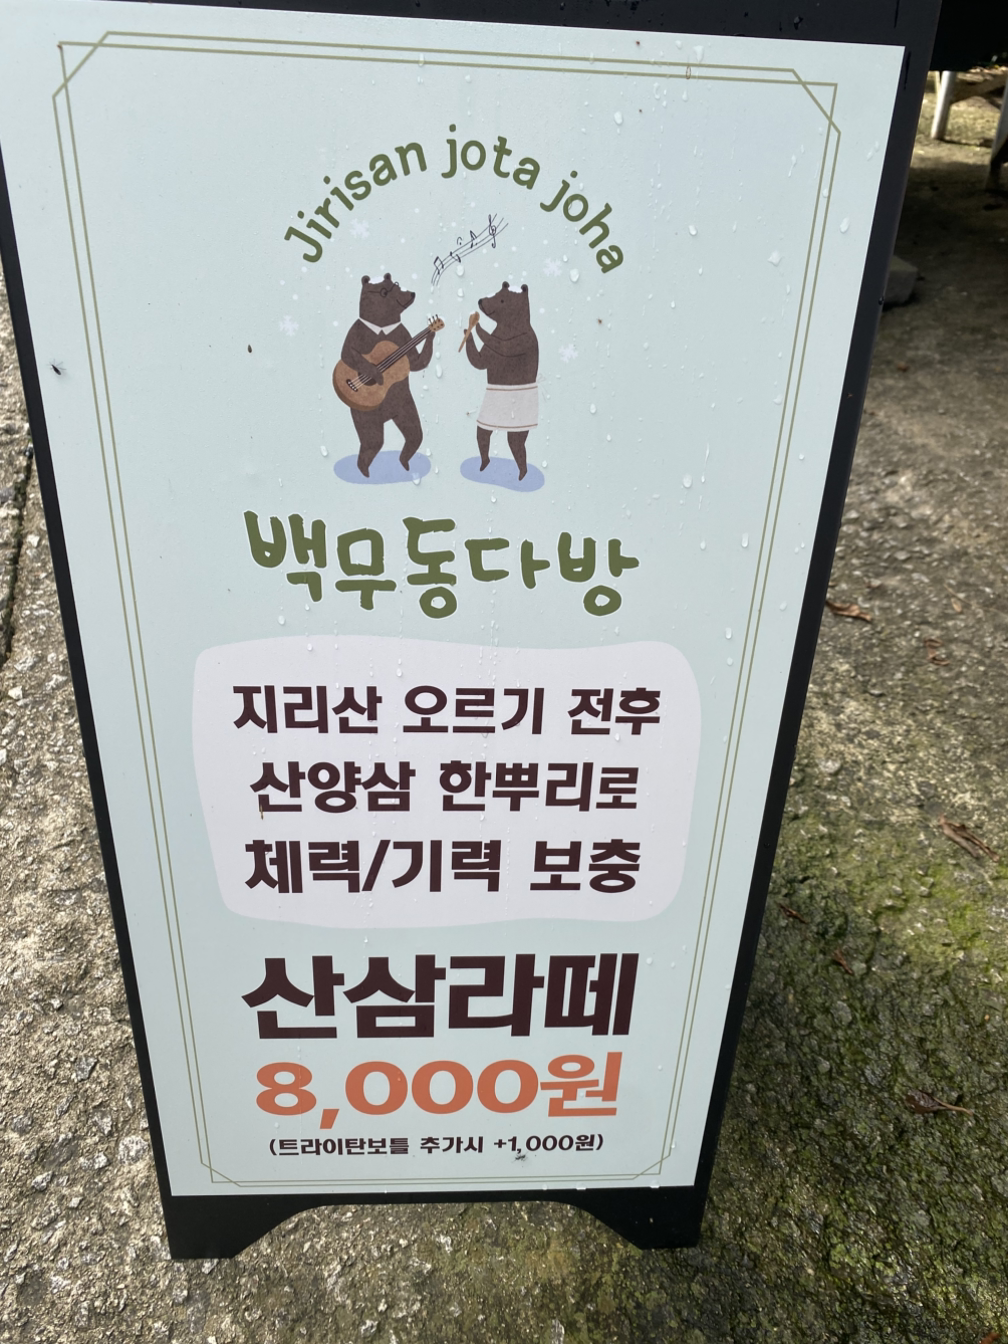 Jirisan jota joha
백무동다방
지리산 오르기 전후
산양삼 한뿌리로
체력/기력 보충
산삼라떼
8,000원
(트라이탄보틀 추가시 +1,000원)